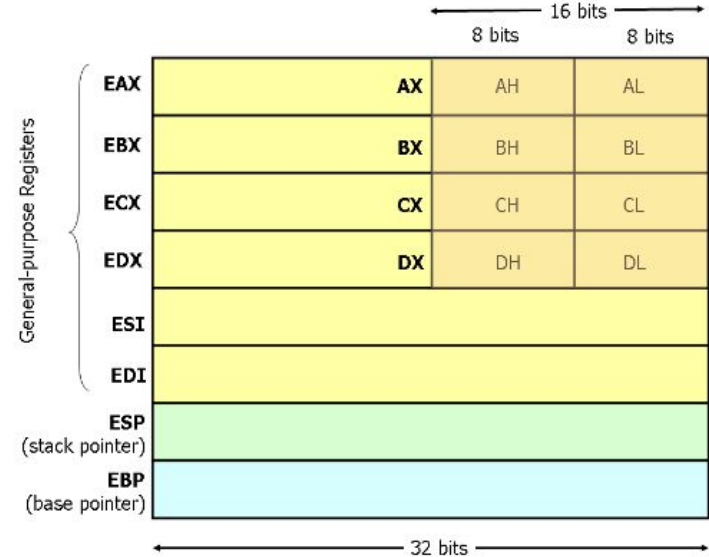 16 bits
8 bits 8 bits
General-purpose Registers
EAX AX AH AL
EBX BX BH BL
ECX CX CH CL
EDX DX DH DL
ESI
EDI
ESP
(stack pointer)
EBP
(base pointer)
32 bits